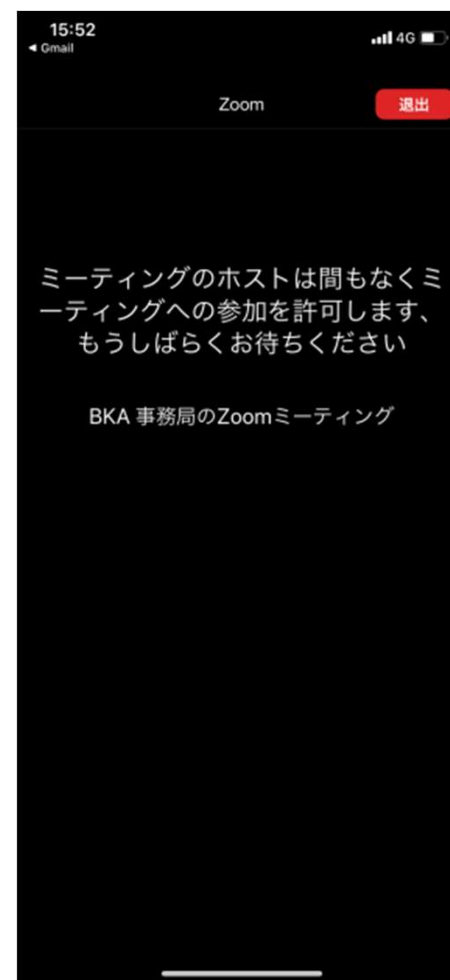 15:52
◀ Gmail
4G
Zoom
退出
ミーティングのホストは間もなくミ
ーティングへの参加を許可します、
もうしばらくお待ちください
BKA 事務局のZoomミーティング